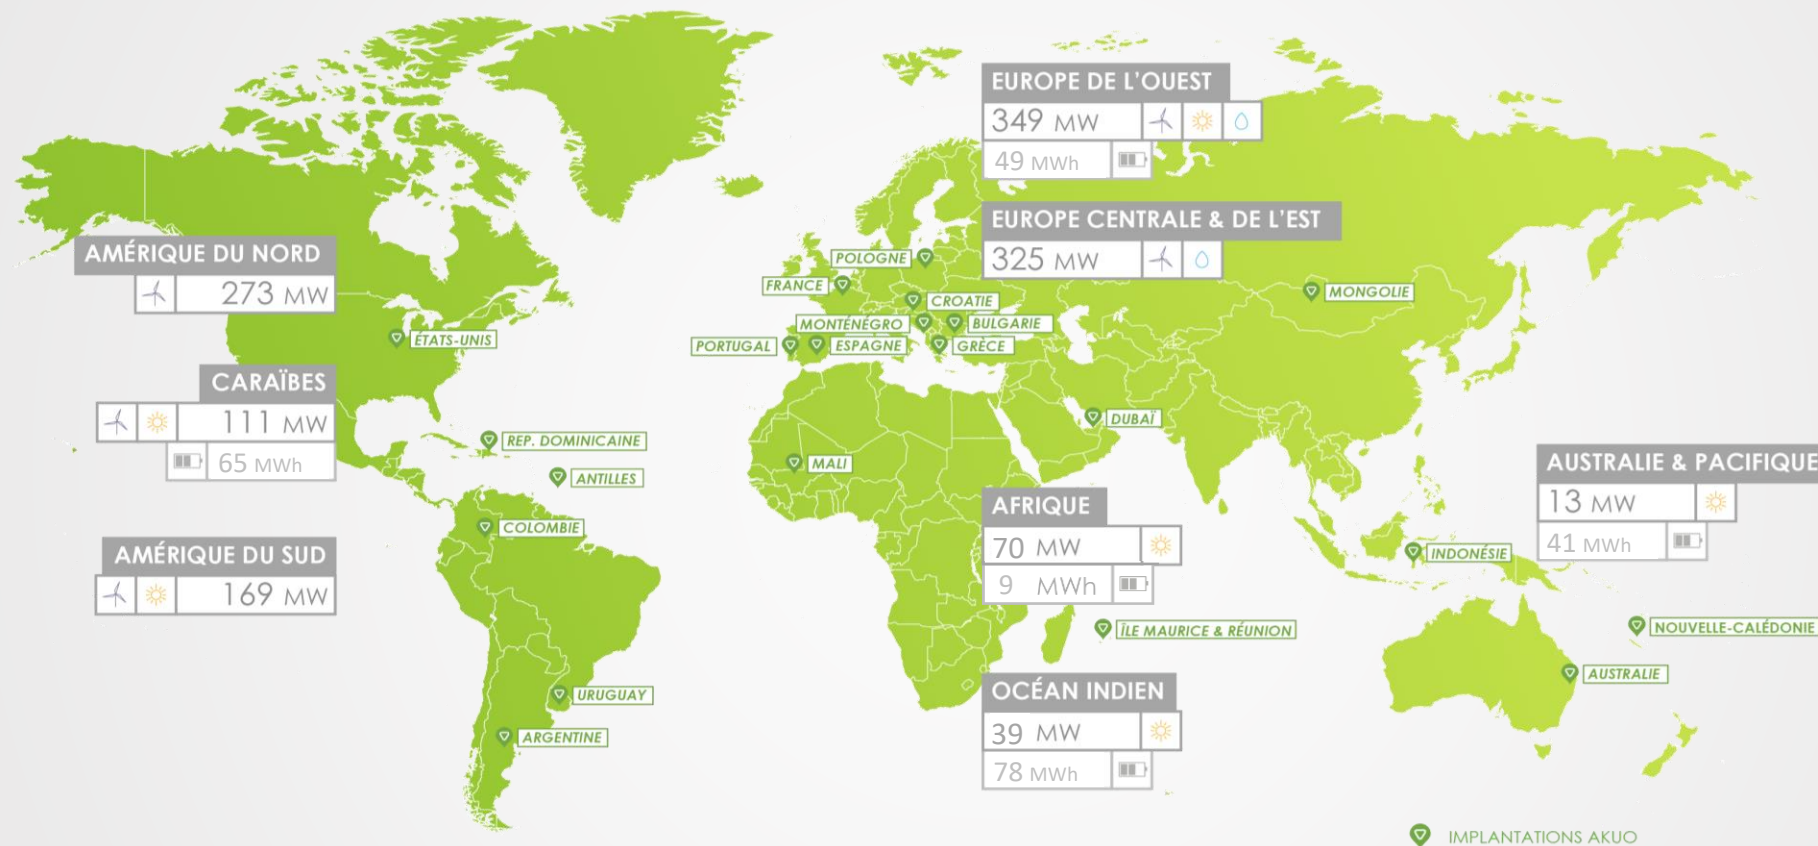 EUROPE DE L'OUEST
349 MW
49 MWh
EUROPE CENTRALE & DE L'EST
325 MW
AMÉRIQUE DU NORD
273 MW
CARAÏBES
111 MW
65 MWh
AMÉRIQUE DU SUD
169 MW
AFRIQUE
70 MW
9 MWh
OCÉAN INDIEN
39 MW
78 MWh
AUSTRALIE & PACIFIQUE
13 MW
41 MWh
POLOGNE
FRANCE
CROATIE
MONTÉNÉGRO
BULGARIE
PORTUGAL
ESPAGNE
GRÈCE
MONGOLIE
ÉTATS-UNIS
DUBAÏ
REP. DOMINICAINE
MALI
ANTILLES
COLOMBIE
INDONÉSIE
ÎLE MAURICE & RÉUNION
NOUVELLE-CALÉDONIE
AUSTRALIE
URUGUAY
ARGENTINE
IMPLANTATIONS AKUO